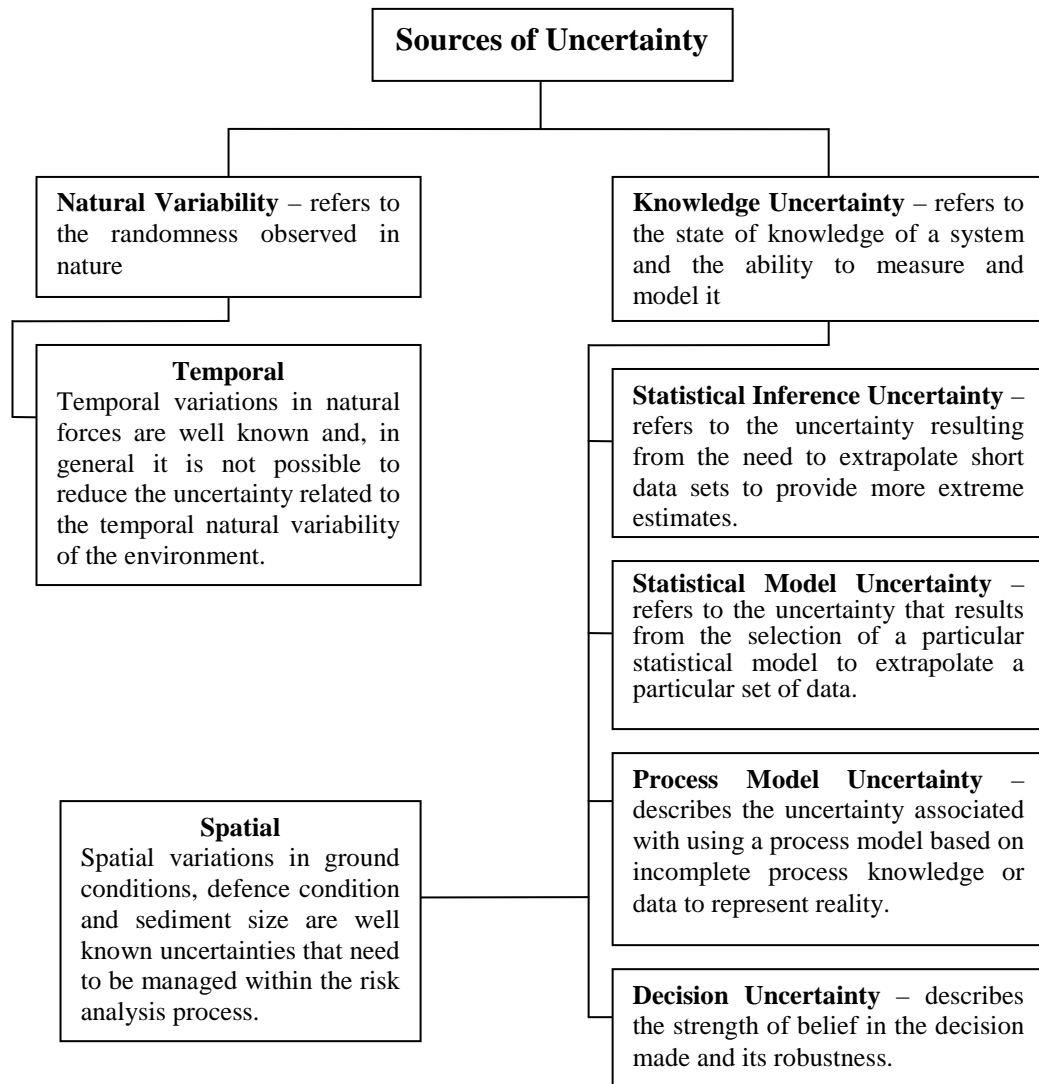 Sources of Uncertainty
Natural Variability – refers to
the randomness observed in
nature
Knowledge Uncertainty – refers to
the state of knowledge of a system
and the ability to measure and
model it
Temporal
Temporal variations in natural
forces are well known and, in
general it is not possible to
reduce the uncertainty related to
the temporal natural variability
of the environment.
Statistical Inference Uncertainty –
refers to the uncertainty resulting
from the need to extrapolate short
data sets to provide more extreme
estimates.
Statistical Model Uncertainty –
refers to the uncertainty that results
from the selection of a particular
statistical model to extrapolate a
particular set of data.
Process Model Uncertainty –
describes the uncertainty associated
with using a process model based on
incomplete process knowledge or
data to represent reality.
Spatial
Spatial variations in ground
conditions, defence condition
and sediment size are well
known uncertainties that need
to be managed within the risk
analysis process.
Decision Uncertainty – describes
the strength of belief in the decision
made and its robustness.